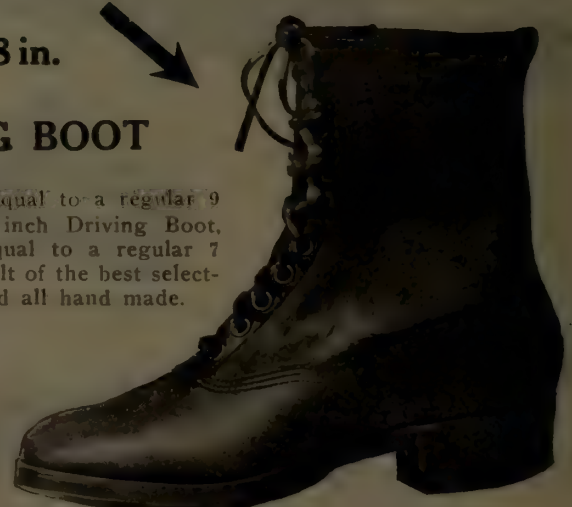 8 in.
G BOOT
qual to a regular 9
inch Driving Boot,
qual to a regular 7
lt of the best select-
d all hand made.